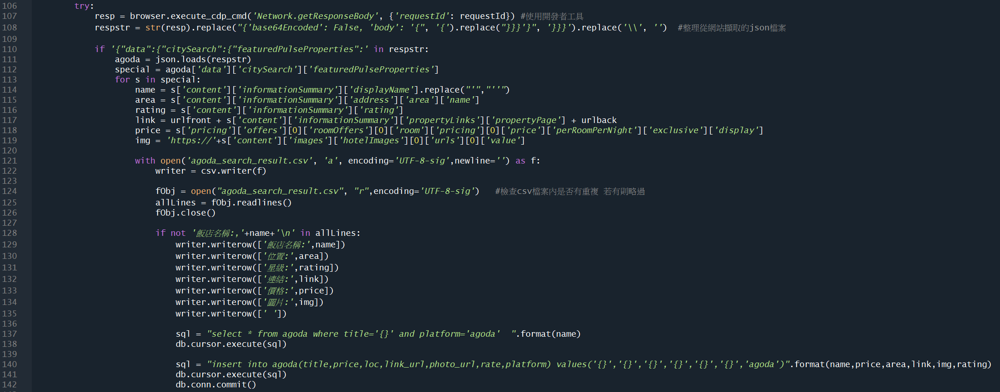 106 try:
107 resp = browser.execute_cdp_cmd('Network.getResponseBody', {'requestId': requestId}) #使用開發者工具
108 respstr = str(resp).replace("{'base64Encoded': False, 'body': '{", '{').replace("}}}'}", '}}}').replace('\\', '')  #整理從網站擷取的json檔案
109
110 if '{"data":{"citySearch":{"featuredPulseProperties":' in respstr:
111 agoda = json.loads(respstr)
112 special = agoda['data']['citySearch']['featuredPulseProperties']
113 for s in special:
114 name = s['content']['informationSummary']['displayName'].replace("'","''")
115 area = s['content']['informationSummary']['address']['area']['name']
116 rating = s['content']['informationSummary']['rating']
117 link = urlfront + s['content']['informationSummary']['propertyLinks']['propertyPage'] + urlback
118 price = s['pricing']['offers'][0]['roomOffers'][0]['room']['pricing'][0]['price']['perRoomPerNight']['exclusive']['display']
119 img = 'https://'+s['content']['images']['hotelImages'][0]['urls'][0]['value']
120
121 with open('agoda_search_result.csv', 'a', encoding='UTF-8-sig',newline='') as f:
122 writer = csv.writer(f)
123
124 fObj = open("agoda_search_result.csv", "r",encoding='UTF-8-sig')   #檢查csv檔案內是否有重複 若有則略過
125 allLines = fObj.readlines()
126 fObj.close()
127
128 if not '飯店名稱:,'+name+'\n' in allLines:
129 writer.writerow(['飯店名稱:',name])
130 writer.writerow(['位置:',area])
131 writer.writerow(['星級:',rating])
132 writer.writerow(['連結:',link])
133 writer.writerow(['價格:',price])
134 writer.writerow(['圖片:',img])
135 writer.writerow([' '])
136
137 sql = "select * from agoda where title='{}' and platform='agoda'  ".format(name)
138 db.cursor.execute(sql)
139
140 sql = "insert into agoda(title,price,loc,link_url,photo_url,rate,platform) values('{}','{}','{}','{}','{}','{}','agoda')".format(name,price,area,link,img,rating)
141 db.cursor.execute(sql)
142 db.conn.commit()